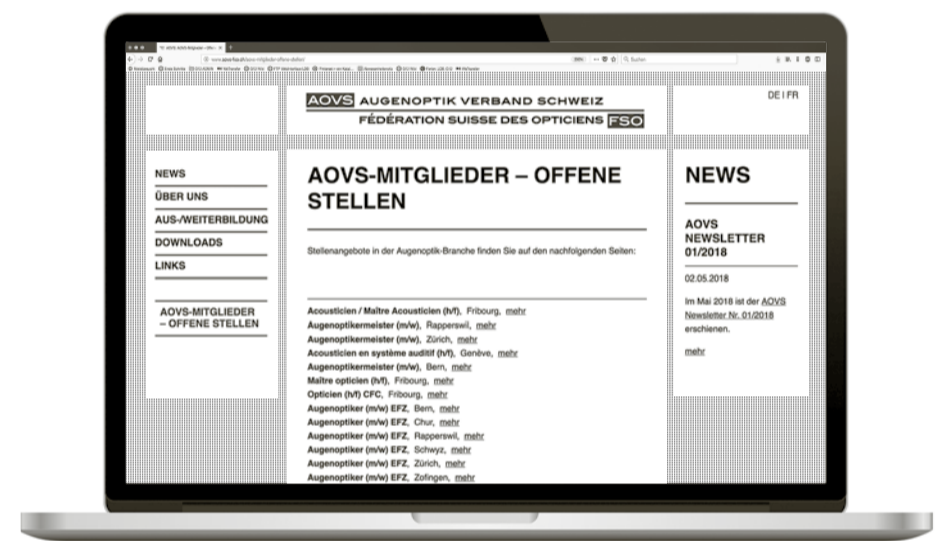 AOVS AUGENOPTIK VERBAND SCHWEIZ
FÉDÉRATION SUISSE DES OPTICIENS FSO
DE I FR
NEWS
ÜBER UNS
AUS-/WEITERBILDUNG
DOWNLOADS
LINKS
AOVS-MITGLIEDER
– OFFENE STELLEN
AOVS-MITGLIEDER – OFFENE
STELLEN
Stellenangebote in der Augenoptik-Branche finden Sie auf den nachfolgenden Seiten:
Acousticien / Maître Acousticien (h/f), Fribourg, mehr
Augenoptikermeister (m/w), Rapperswil, mehr
Augenoptikermeister (m/w), Zürich, mehr
Acousticien en système auditif (h/f), Genève, mehr
Augenoptikermeister (m/w), Bern, mehr
Maître opticien (h/f), Fribourg, mehr
Opticien (h/f) CFC, Fribourg, mehr
Augenoptiker (m/w) EFZ, Bern, mehr
Augenoptiker (m/w) EFZ, Chur, mehr
Augenoptiker (m/w) EFZ, Rapperswil, mehr
Augenoptiker (m/w) EFZ, Schwyz, mehr
Augenoptiker (m/w) EFZ, Zürich, mehr
Augenoptiker (m/w) EFZ, Zofingen, mehr
NEWS
AOVS
NEWSLETTER
01/2018
02.05.2018
Im Mai 2018 ist der AOVS
Newsletter Nr. 01/2018
erschienen.
mehr